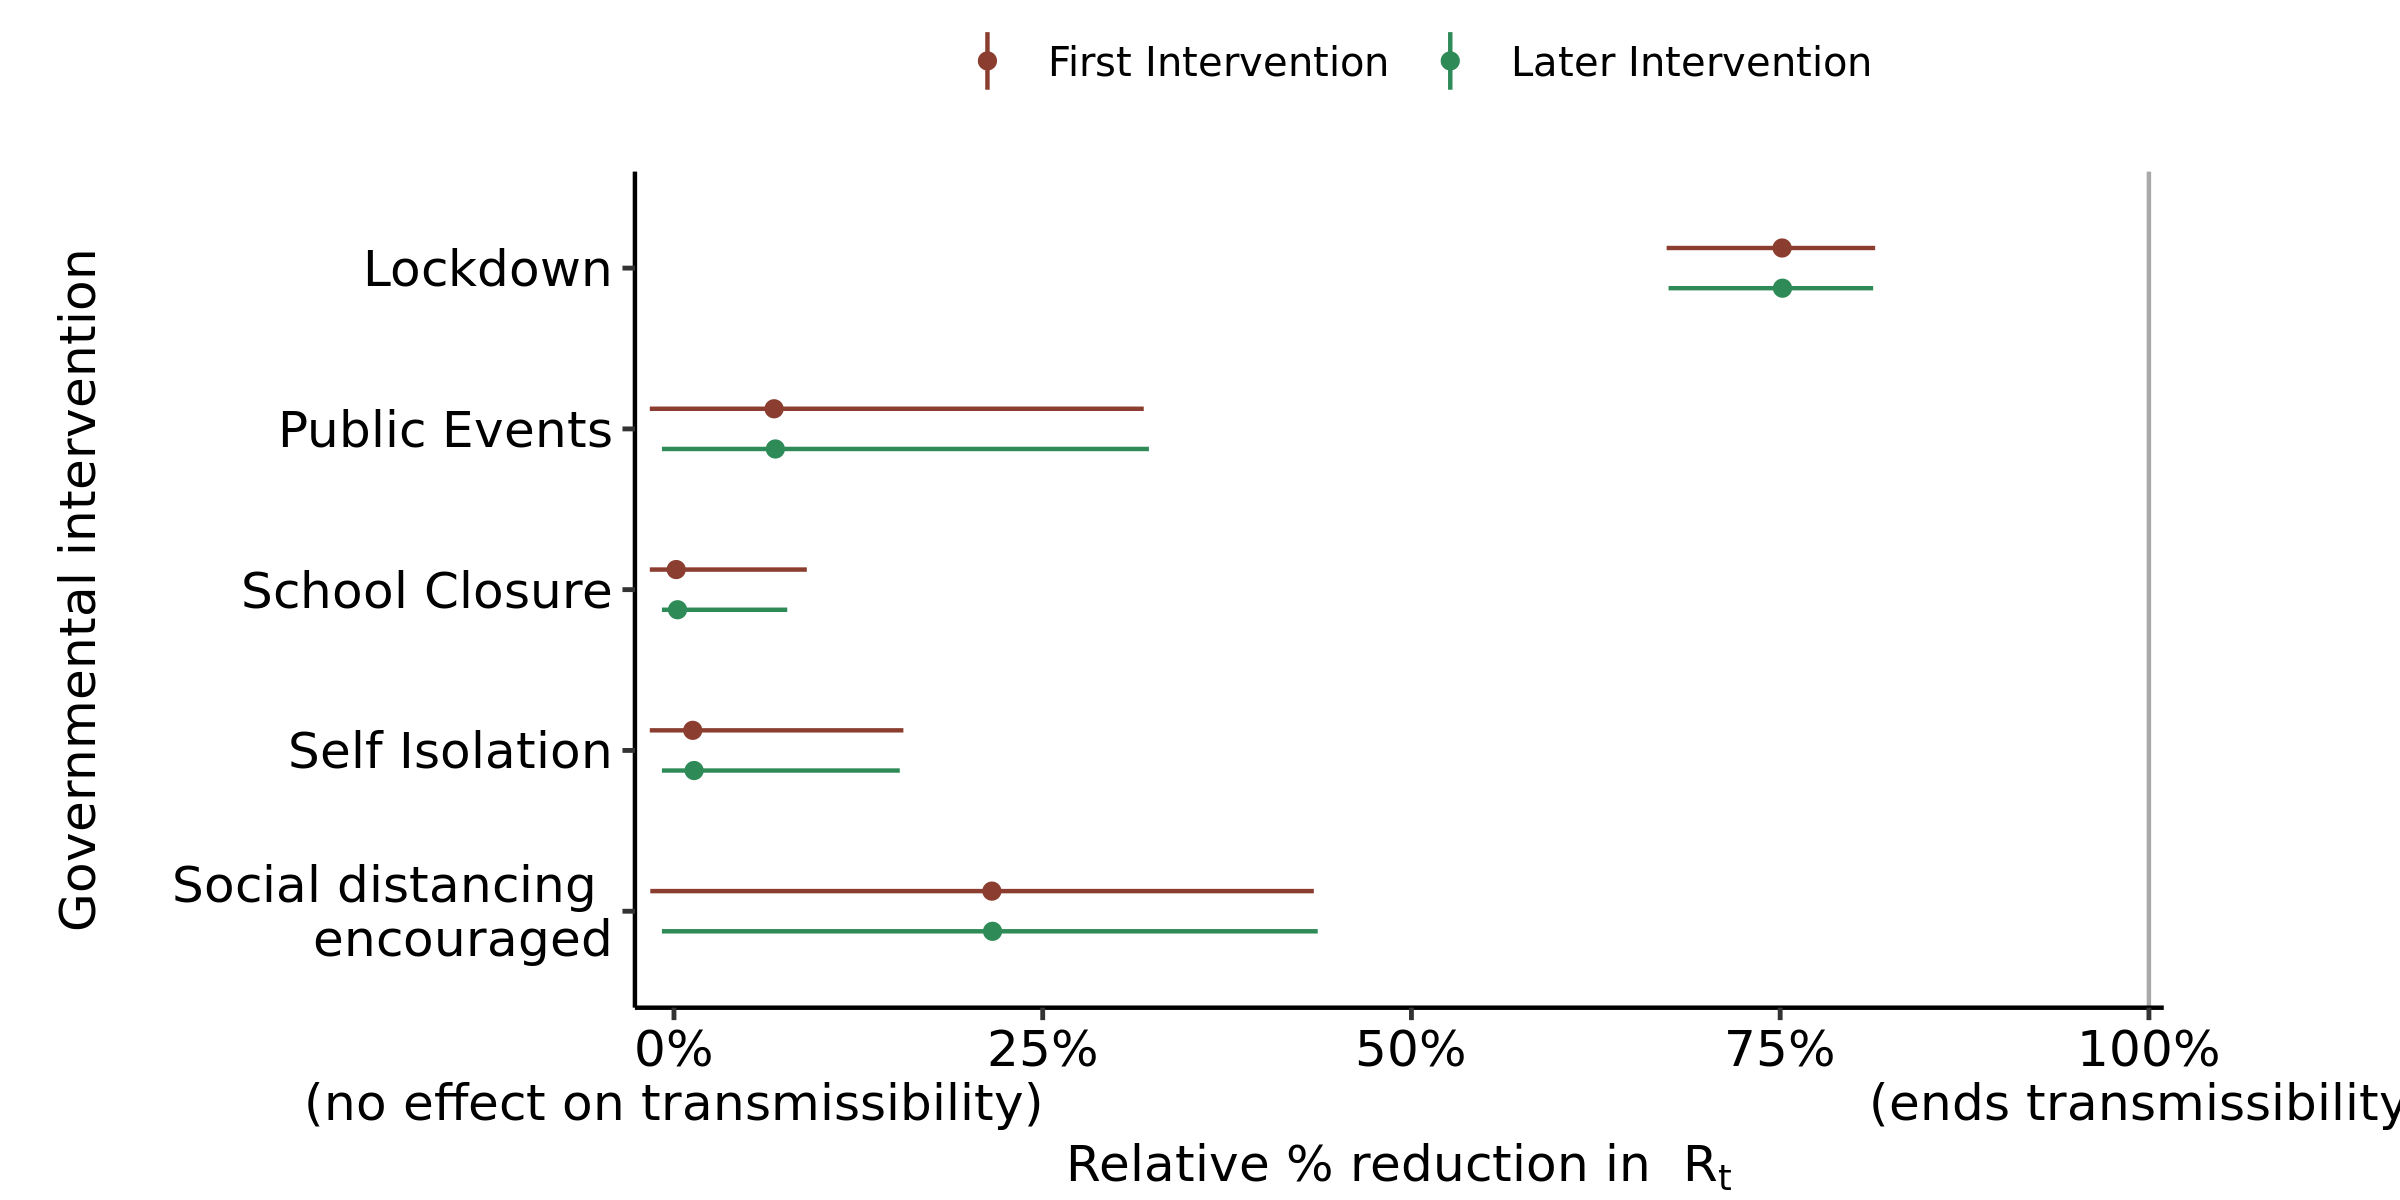 First Intervention
Later Intervention
Governmental intervention
Lockdown
Public Events
School Closure
Self Isolation
Social distancing
encouraged
0%
25%
50%
75%
100%
(no effect on transmissibility)
(ends transmissibility
Relative % reduction in Rt